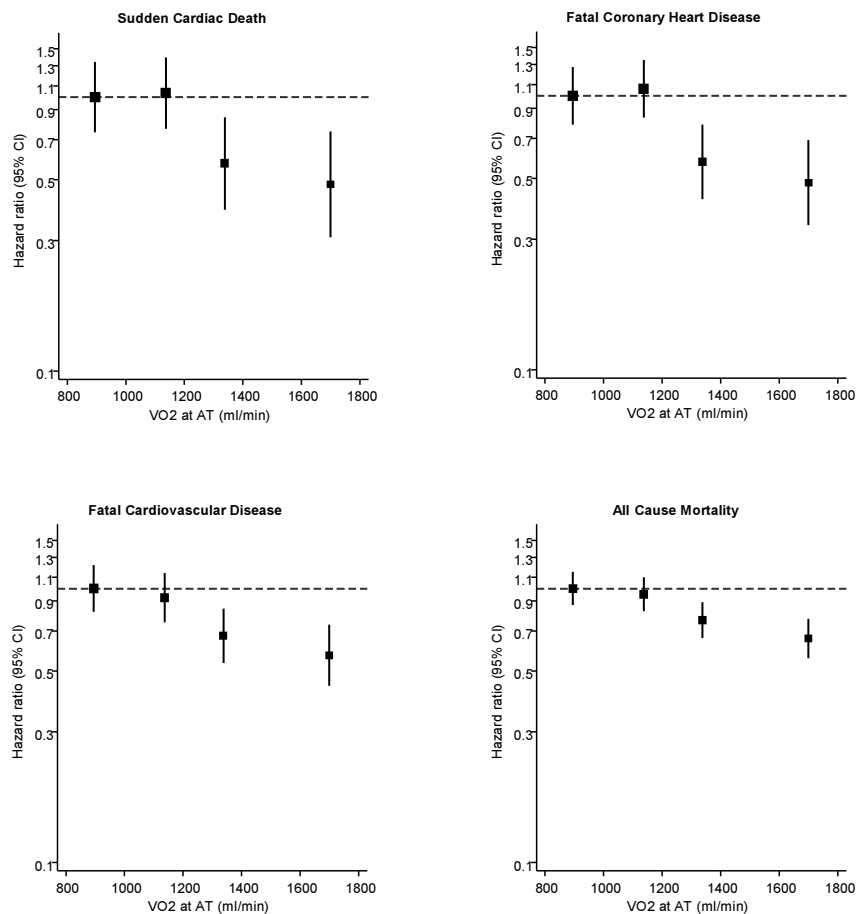 Sudden Cardiac Death
1.5
1.3
1.1
0.9
0.7
0.5
0.3
0.1
Hazard ratio (95% CI)
800 1000 1200 1400 1600 1800
VO2 at AT (ml/min)
Fatal Coronary Heart Disease
1.5
1.3
1.1
0.9
0.7
0.5
0.3
0.1
Hazard ratio (95% CI)
800 1000 1200 1400 1600 1800
VO2 at AT (ml/min)
Fatal Cardiovascular Disease
1.5
1.3
1.1
0.9
0.7
0.5
0.3
0.1
Hazard ratio (95% CI)
800 1000 1200 1400 1600 1800
VO2 at AT (ml/min)
All Cause Mortality
1.5
1.3
1.1
0.9
0.7
0.5
0.3
0.1
Hazard ratio (95% CI)
800 1000 1200 1400 1600 1800
VO2 at AT (ml/min)